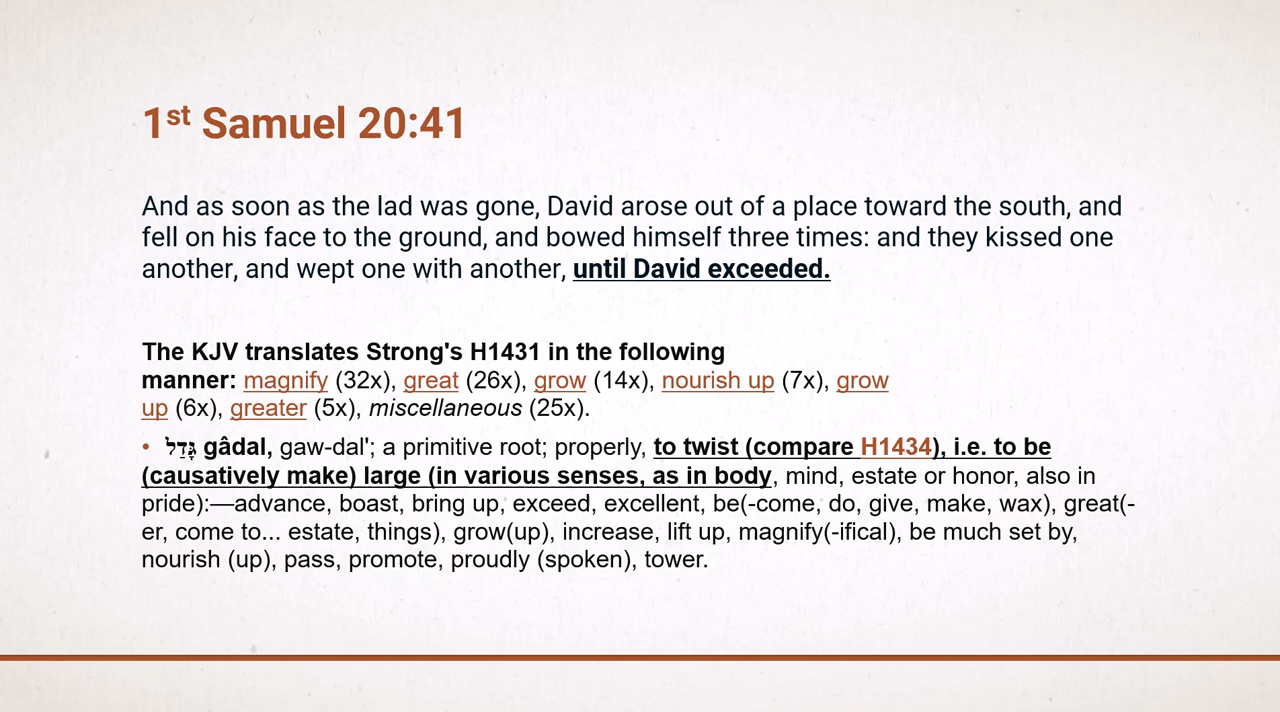 1st Samuel 20:41
And as soon as the lad was gone, David arose out of a place toward the south, and
fell on his face to the ground, and bowed himself three times: and they kissed one
another, and wept one with another, until David exceeded.
The KJV translates Strong's H1431 in the following
manner: magnify (32x), great (26x), grow (14x), nourish up (7x), grow
up (6x), greater (5x), miscellaneous (25x).
• גָּדַל gâdal, gaw-dal'; a primitive root; properly, to twist (compare H1434), i.e. to be
(causatively make) large (in various senses, as in body, mind, estate or honor, also in
pride):—advance, boast, bring up, exceed, excellent, be(-come, do, give, make, wax), great(-
er, come to... estate, things), grow(up), increase, lift up, magnify(-ifical), be much set by,
nourish (up), pass, promote, proudly (spoken), tower.